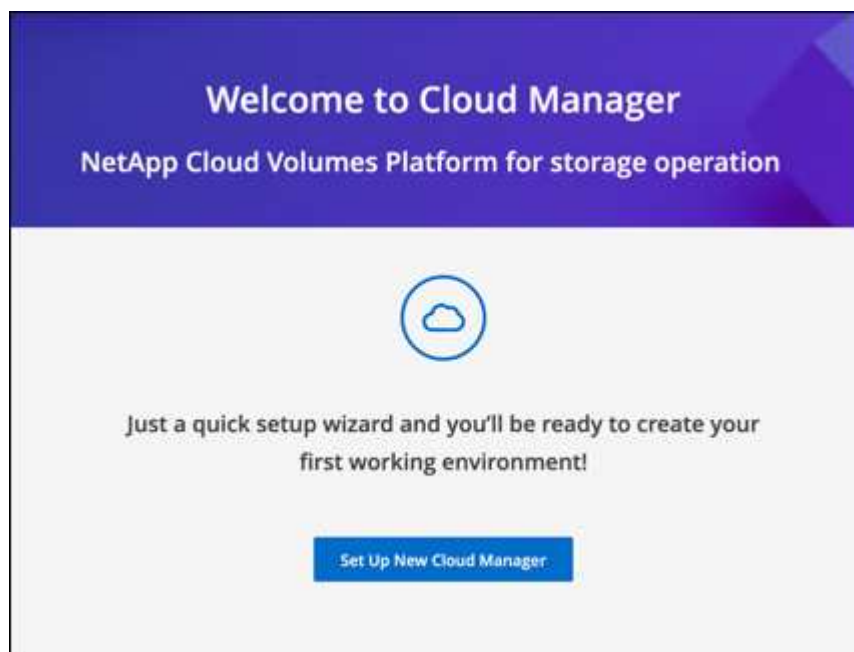 Welcome to Cloud Manager
NetApp Cloud Volumes Platform for storage operation
Just a quick setup wizard and you'll be ready to create your
first working environment!
Set Up New Cloud Manager